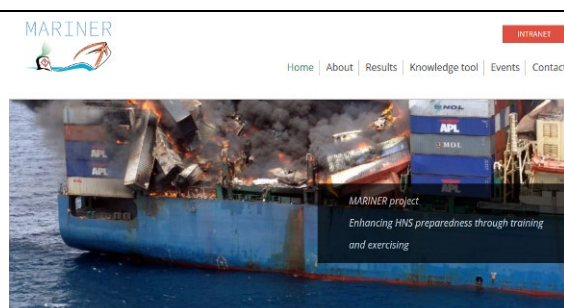 MARINER
INTRANET
Home About Results Knowledge tool Events Contact
NOL
APL
MOL
APL
APL
APL
MARINER project
Enhancing HNS preparedness through training
and exercising